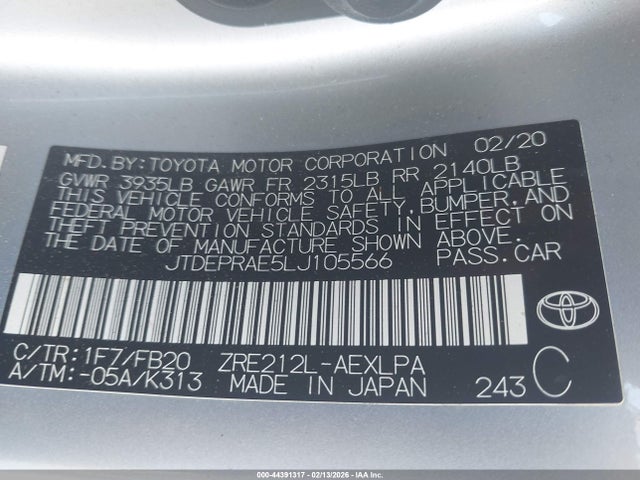 MFD.BY:TOYOTA MOTOR CORPORATION 02/20
GVWR 3935LB GAWR FR 2315LB RR 2140LB
THIS VEHICLE CONFORMS TO ALL APPLICABLE
FEDERAL MOTOR VEHICLE SAFETY,BUMPER,AND
THEFT PREVENTION STANDARDS IN EFFECT ON
THE DATE OF MANUFACTURE SHOWN ABOVE.
JTDEPRAE5LJ105566 PASS.CAR
C/TR:1F7/FB20 ZRE212L-AEXLPA
A/TM:-05A/K313 MADE IN JAPAN 243 C
000-44391317 - 02/13/2026 - IAA Inc.